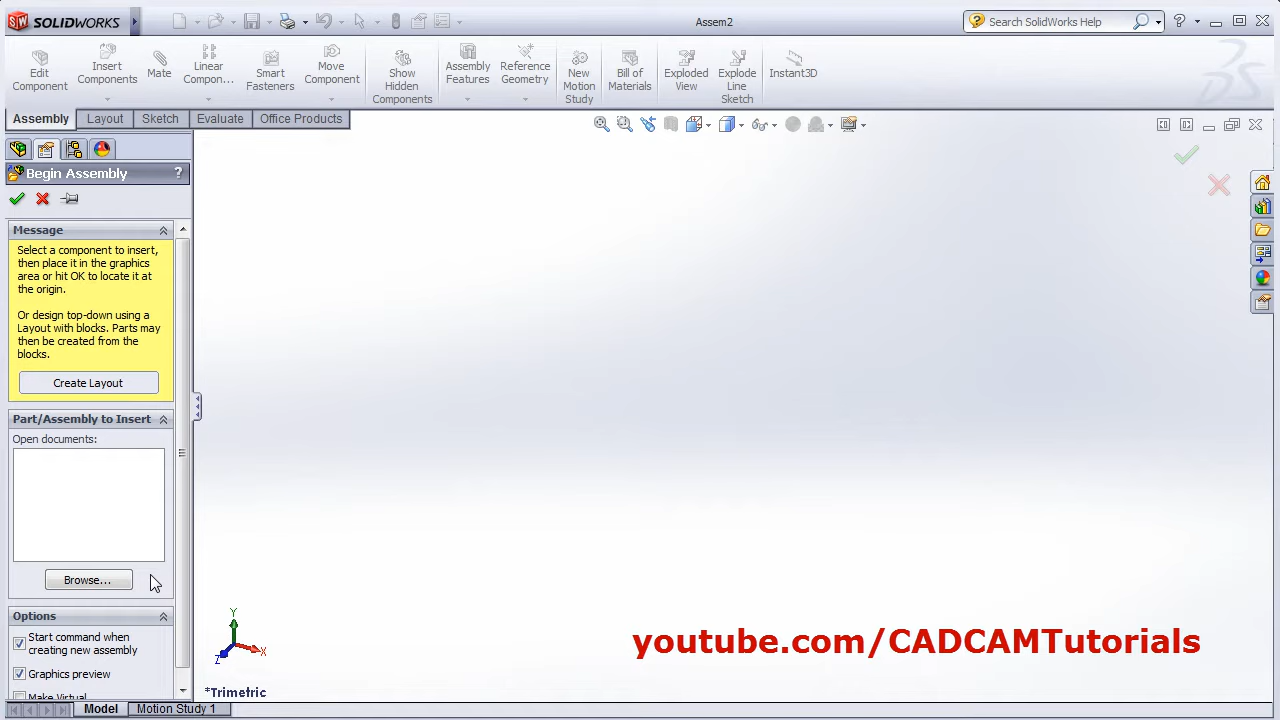 SOLIDWORKS
Assem2
Search SolidWorks Help
Edit Component
Insert Components
Mate
Linear Compon...
Smart Fasteners
Move Component
Show Hidden Components
Assembly Features
Reference Geometry
New Motion Study
Bill of Materials
Exploded View
Explode Line Sketch
Instant3D
Assembly
Layout
Sketch
Evaluate
Office Products
Begin Assembly
?
Message
Select a component to insert,
then place it in the graphics
area or hit OK to locate it at
the origin.
Or design top-down using a
Layout with blocks. Parts may
then be created from the
blocks.
Create Layout
Part/Assembly to Insert
Open documents:
Browse...
Options
Start command when
creating new assembly
Graphics preview
Make Virtual
Y
X
Z
*Trimetric
youtube.com/CADCAMTutorials
Model
Motion Study 1